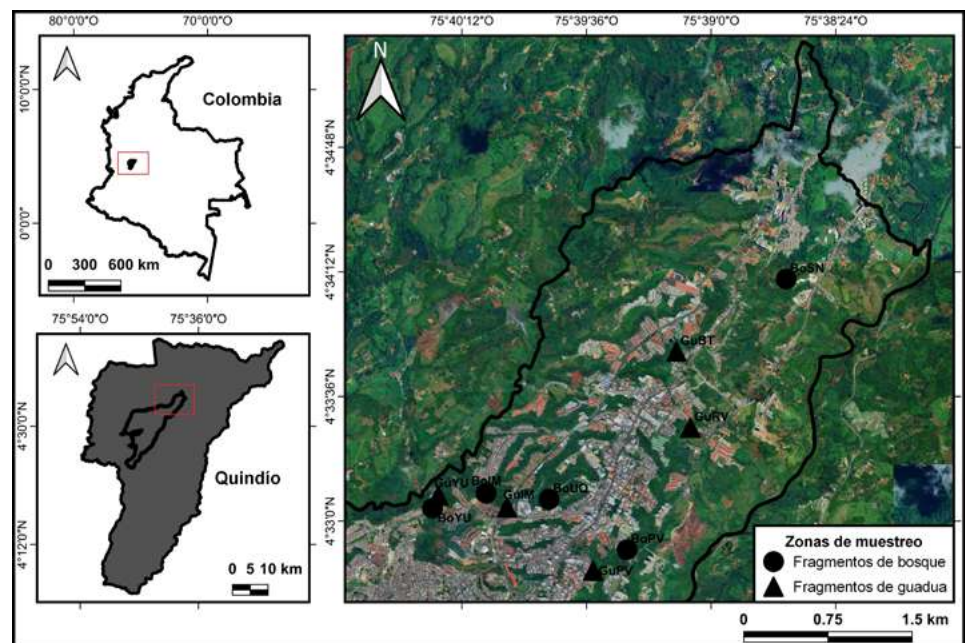 80°0'0"O
70°0'0"O
10°0'0"N
0°0'0"N
Colombia
0 300 600 km
75°54'0"O
75°36'0"O
4°30'0"N
4°12'0"N
Quindío
0 5 10 km
75°40'12"O
75°39'36"O
75°39'0"O
75°38'24"O
N
4°34'48"N
4°34'12"N
4°33'36"N
4°33'0"N
BoSN
GuBT
GuRV
GuYU
BoIM
BoYU
GuIM
BoUQ
BoPV
GuPV
Zonas de muestreo
Fragmentos de bosque
Fragmentos de guadua
0 0.75 1.5 km